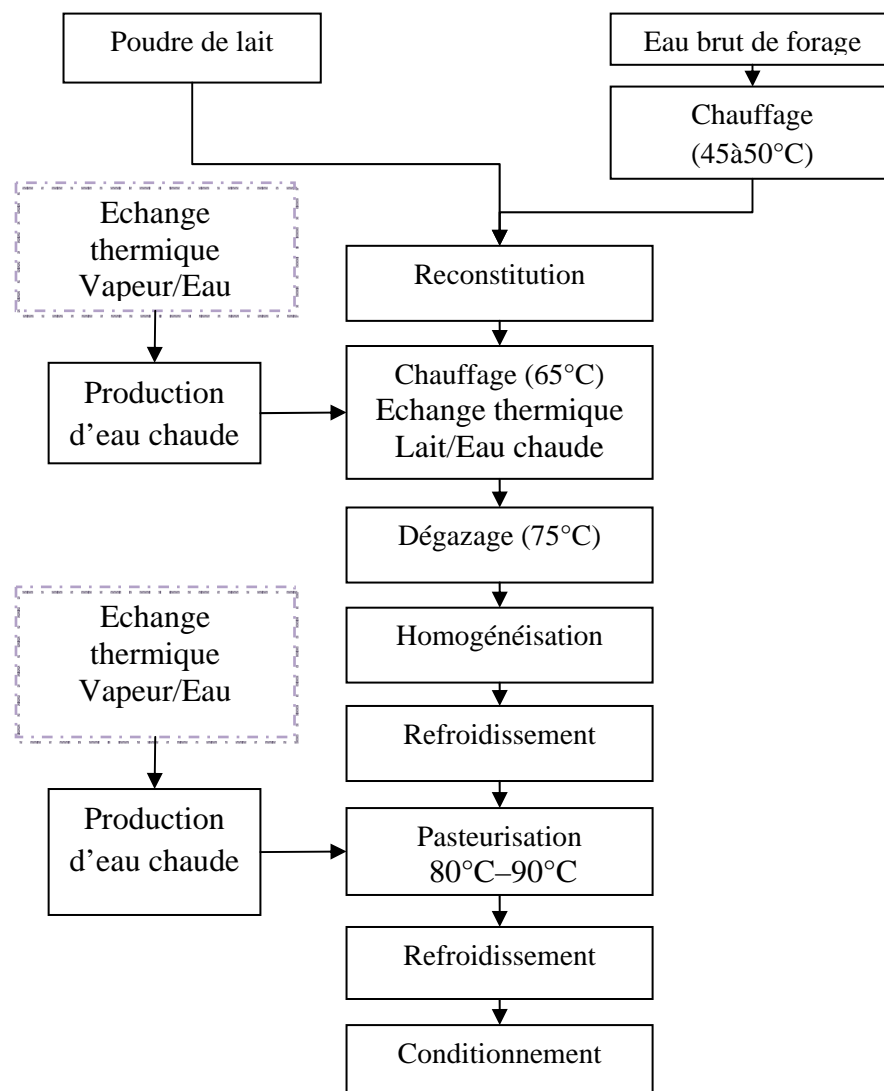 Poudre de lait
Eau brut de forage
Chauffage
(45à50°C)
Echange
thermique
Vapeur/Eau
Reconstitution
Production
d'eau chaude
Chauffage (65°C)
Echange thermique
Lait/Eau chaude
Dégazage (75°C)
Echange
thermique
Vapeur/Eau
Homogénéisation
Refroidissement
Production
d'eau chaude
Pasteurisation
80°C–90°C
Refroidissement
Conditionnement